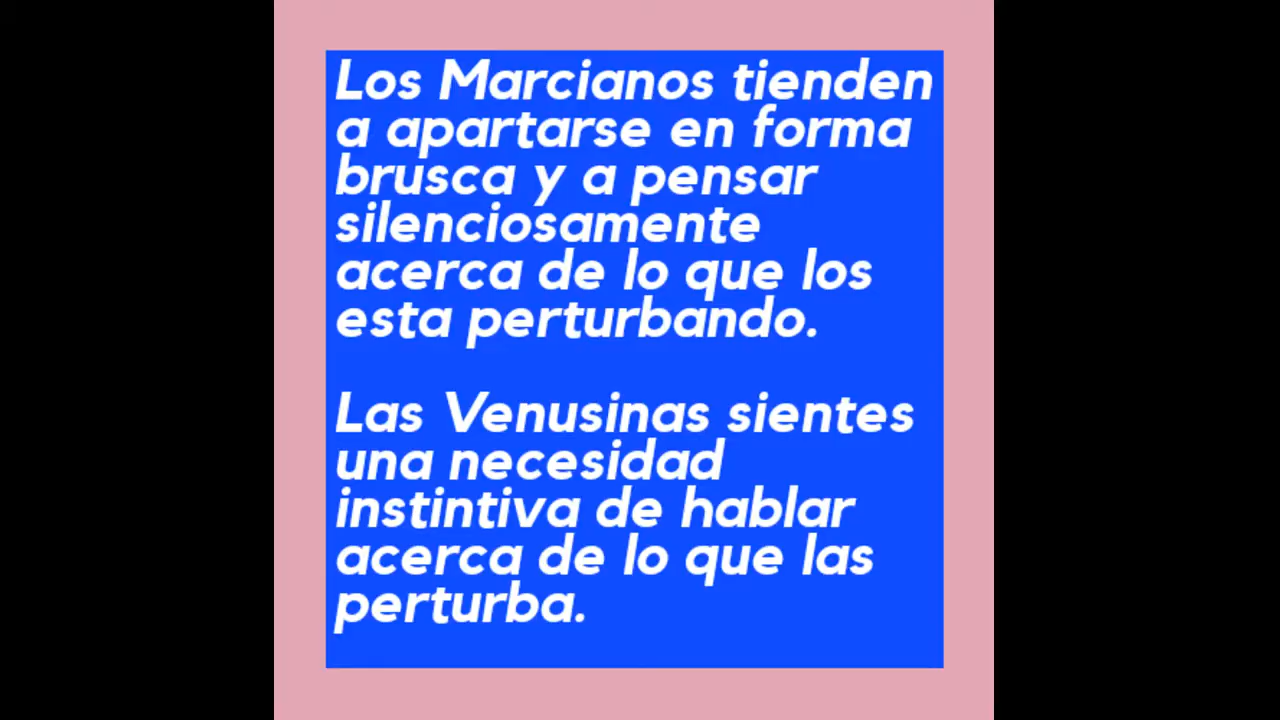 Los Marcianos tienden
a apartarse en forma
brusca y a pensar
silenciosamente
acerca de lo que los
esta perturbando.
Las Venusinas sientes
una necesidad
instintiva de hablar
acerca de lo que las
perturba.